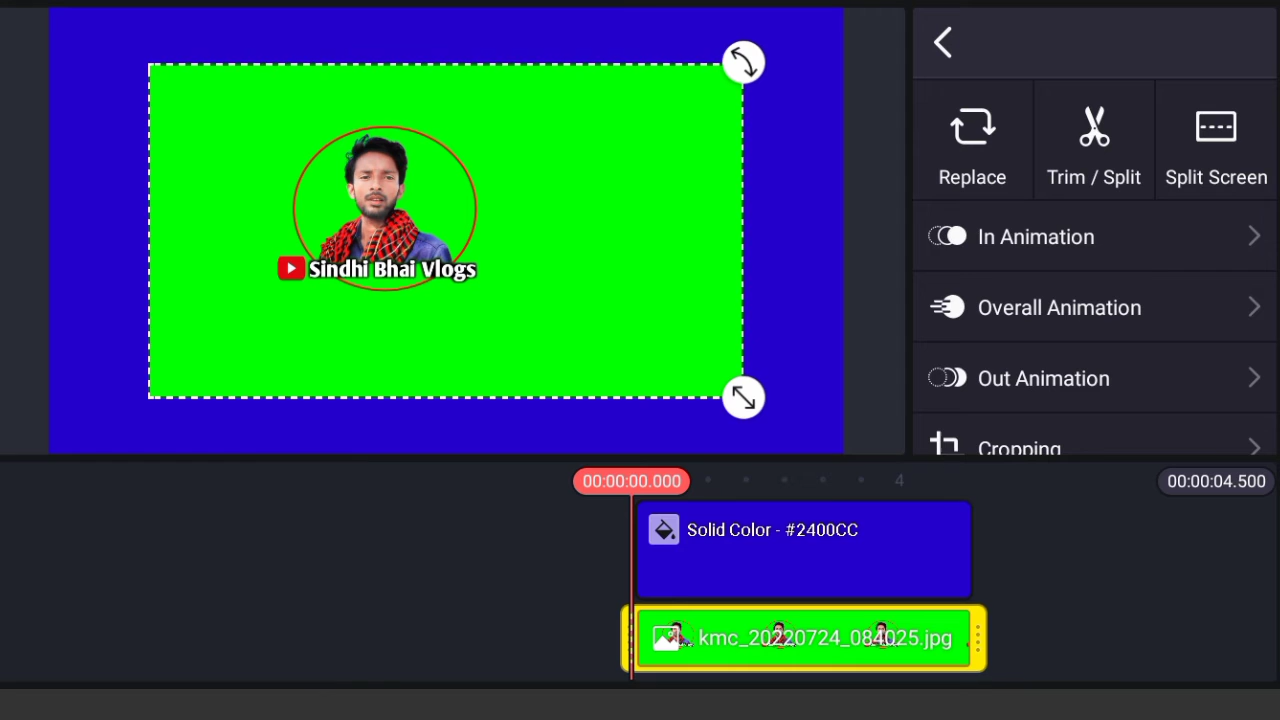 Replace
Trim / Split
Split Screen
Sindhi Bhai Vlogs
In Animation
Overall Animation
Out Animation
Cropping
00:00:00.000
4
00:00:04.500
Solid Color - #2400CC
kmc_20220724_084025.jpg